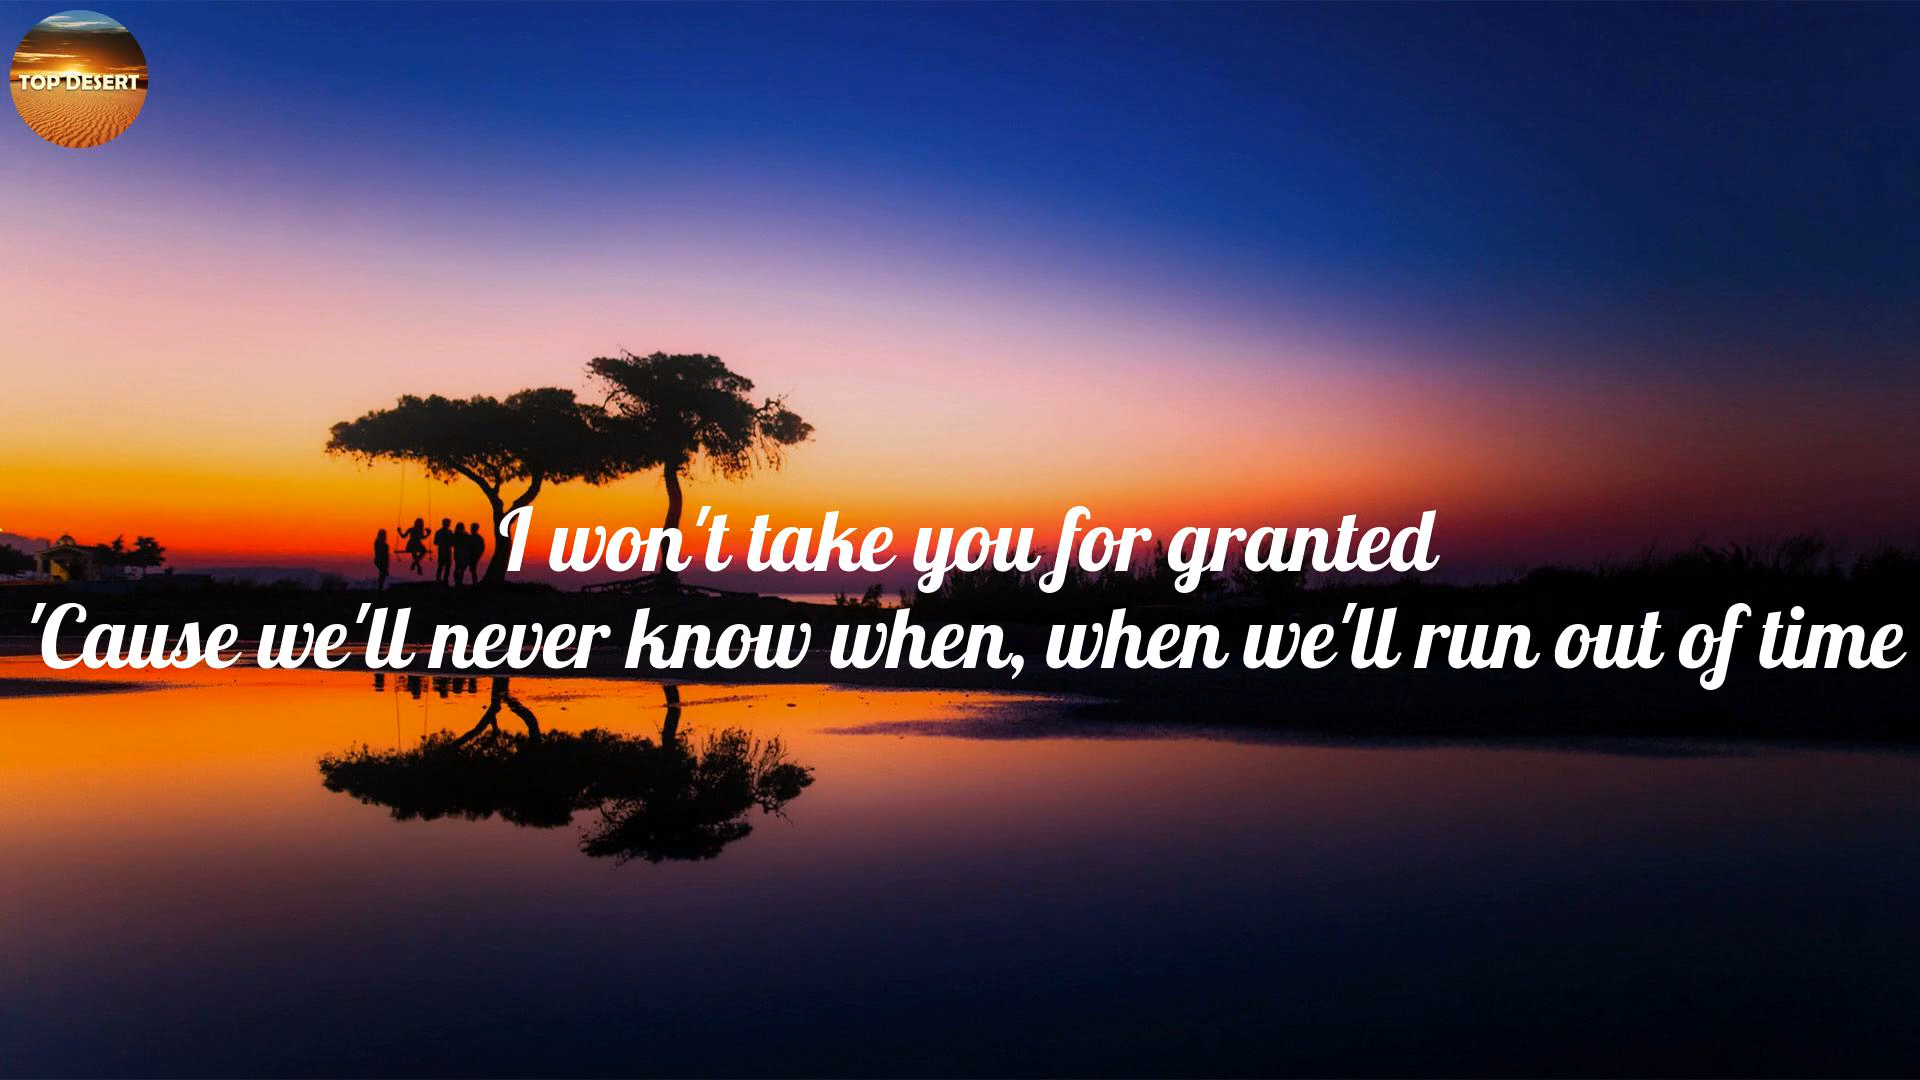 TOP DESERT
I won't take you for granted
'Cause we'll never know when, when we'll run out of time